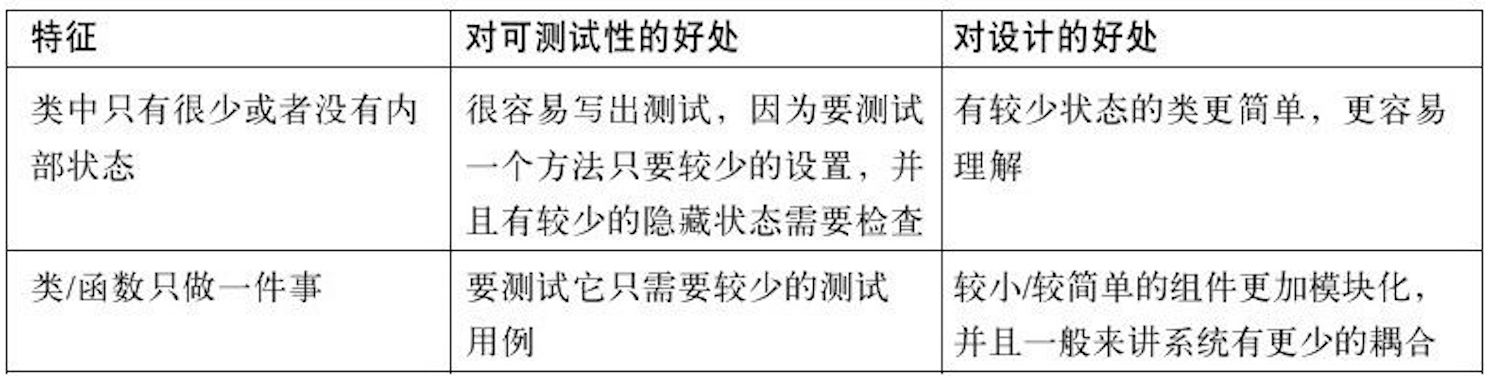 特征
对可测试性的好处
对设计的好处
类中只有很少或者没有内
部状态
很容易写出测试，因为要测试
一个方法只要较少的设置，并
且有较少的隐藏状态需要检查
有较少状态的类更简单，更容易
理解
类/函数只做一件事
要测试它只需要较少的测试
用例
较小/较简单的组件更加模块化，
并且一般来讲系统有更少的耦合